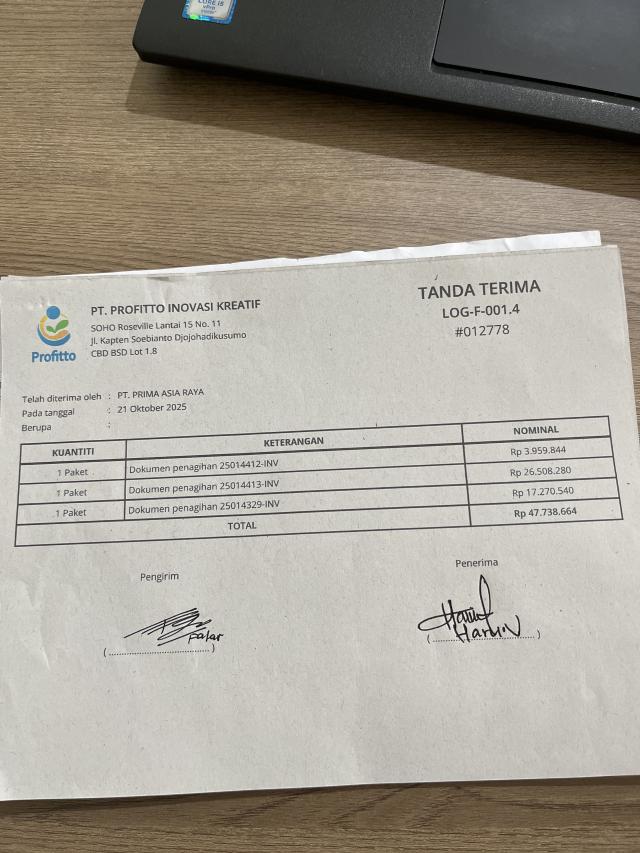 CORE i5
vPro
PT. PROFITTO INOVASI KREATIF
SOHO Roseville Lantai 15 No. 11
Jl. Kapten Soebianto Djojohadikusumo
CBD BSD Lot 1.8
Profitto
TANDA TERIMA
LOG-F-001.4
#012778
Telah diterima oleh : PT. PRIMA ASIA RAYA
Pada tanggal : 21 Oktober 2025
Berupa :
KUANTITI KETERANGAN NOMINAL
1 Paket Dokumen penagihan 25014412-INV Rp 3.959.844
1 Paket Dokumen penagihan 25014413-INV Rp 26.508.280
1 Paket Dokumen penagihan 25014329-INV Rp 17.270.540
TOTAL Rp 47.738.664
Pengirim Penerima
Fajar
(....................................)
HARUN
(....................................)